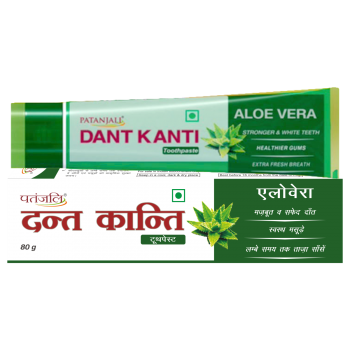 PATANJALI
DANT KANTI
Toothpaste
ALOE VERA
STRONGER & WHITE TEETH
HEALTHIER GUMS
EXTRA FRESH BREATH
पतंजलि
दन्त कान्ति
टूथपेस्ट
80 g
एलोवेरा
मज़बूत व सफेद दाँत
स्वस्थ मसूड़े
लम्बे समय तक ताज़ा साँसें